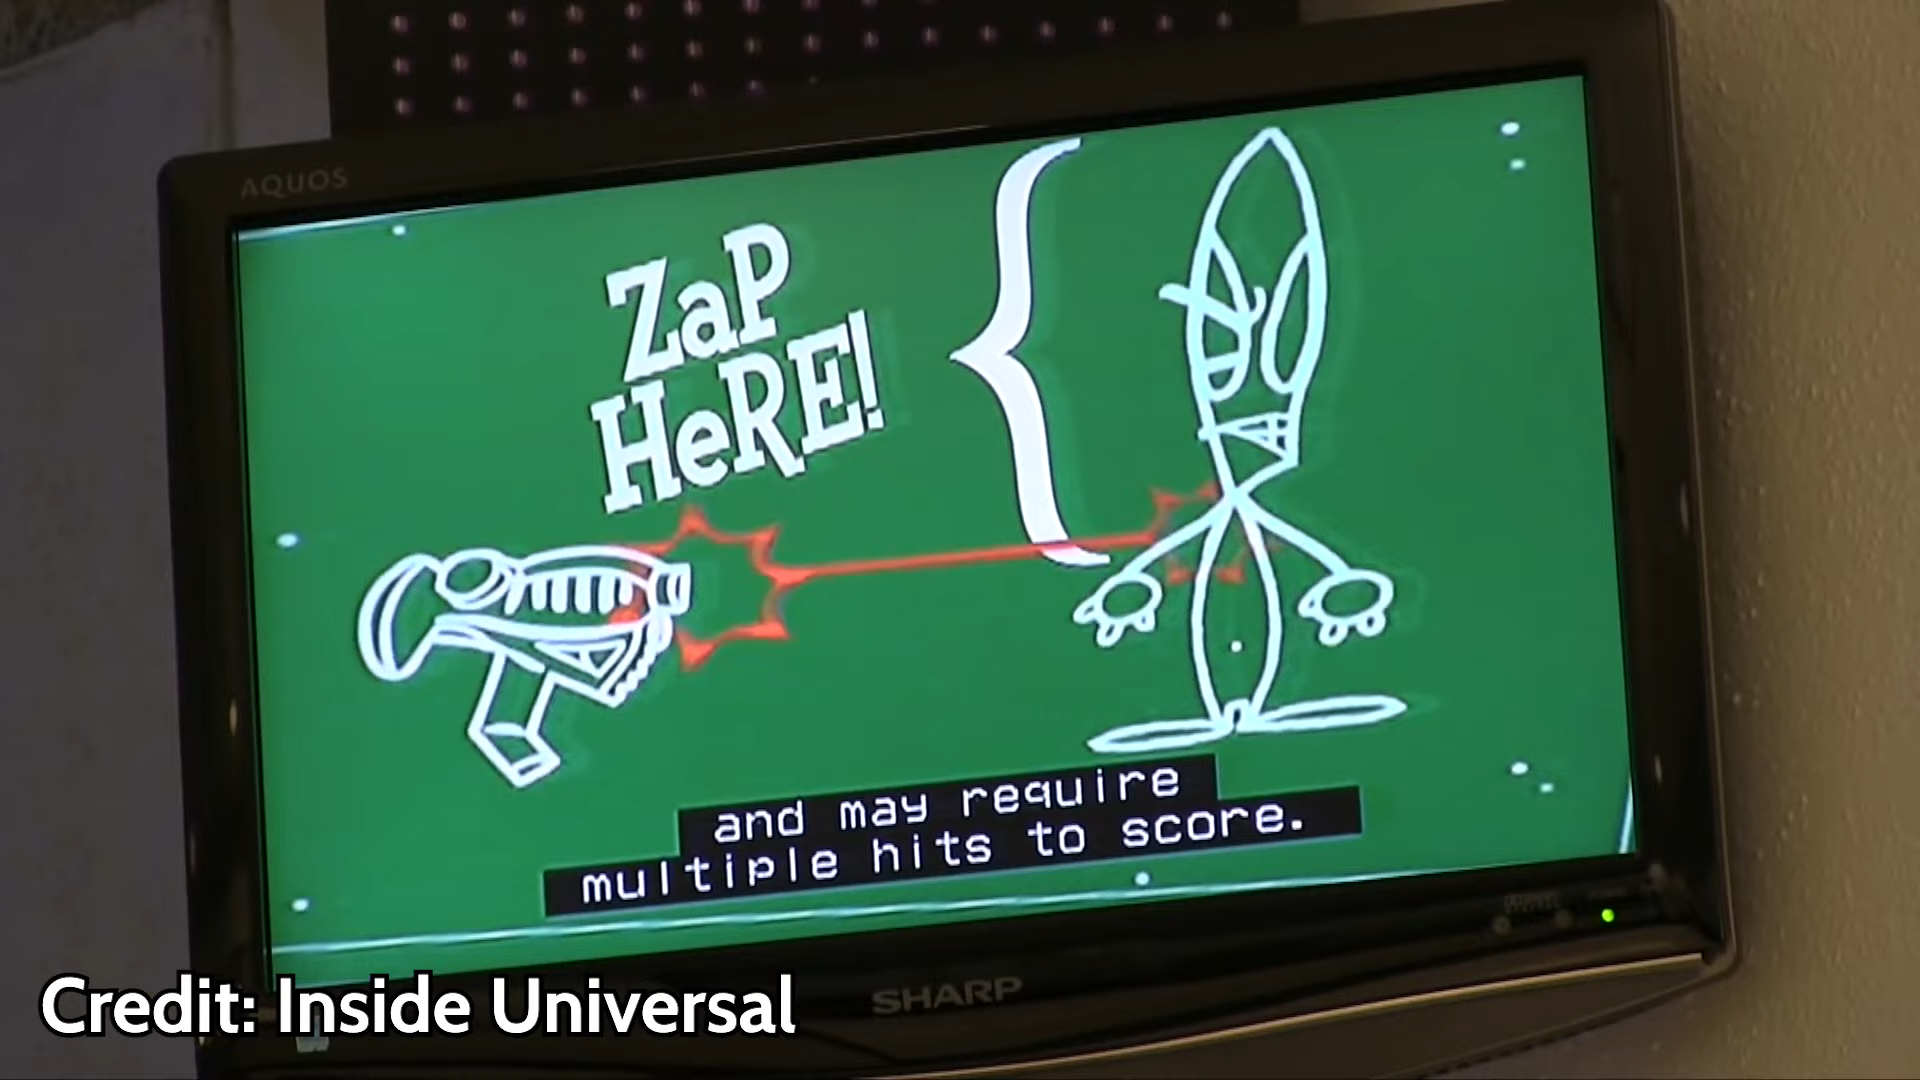 AQUOS
ZaP
HeRE!
and may require
multiple hits to score.
SHARP
Credit: Inside Universal